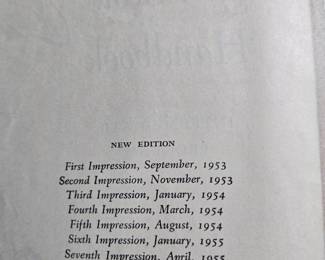 Handbook
NEW EDITION
First Impression, September, 1953
Second Impression, November, 1953
Third Impression, January, 1954
Fourth Impression, March, 1954
Fifth Impression, August, 1954
Sixth Impression, January, 1955
Seventh Impression, April, 1955